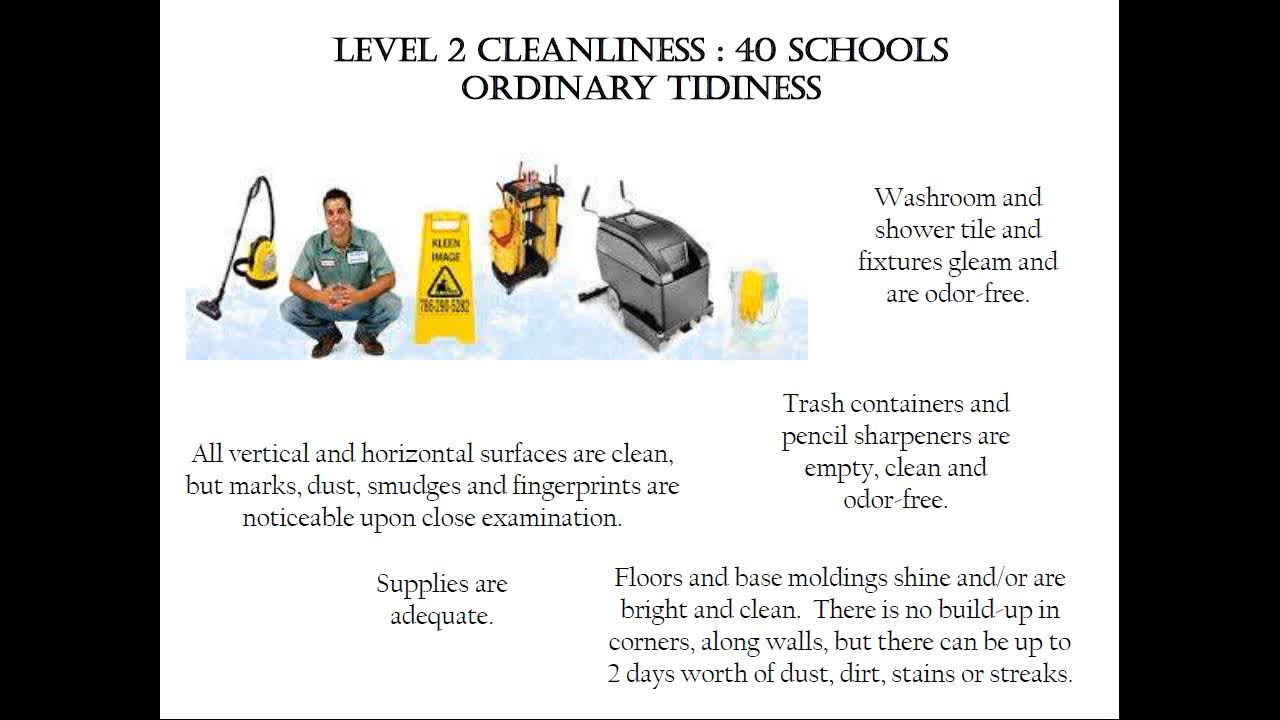 LEVEL 2 CLEANLINESS : 40 SCHOOLS
ORDINARY TIDINESS
KLEEN
IMAGE
786-290-5282
Washroom and
shower tile and
fixtures gleam and
are odor-free.
Trash containers and
pencil sharpeners are
empty, clean and
odor-free.
All vertical and horizontal surfaces are clean,
but marks, dust, smudges and fingerprints are
noticeable upon close examination.
Supplies are
adequate.
Floors and base moldings shine and/or are
bright and clean.  There is no build-up in
corners, along walls, but there can be up to
2 days worth of dust, dirt, stains or streaks.